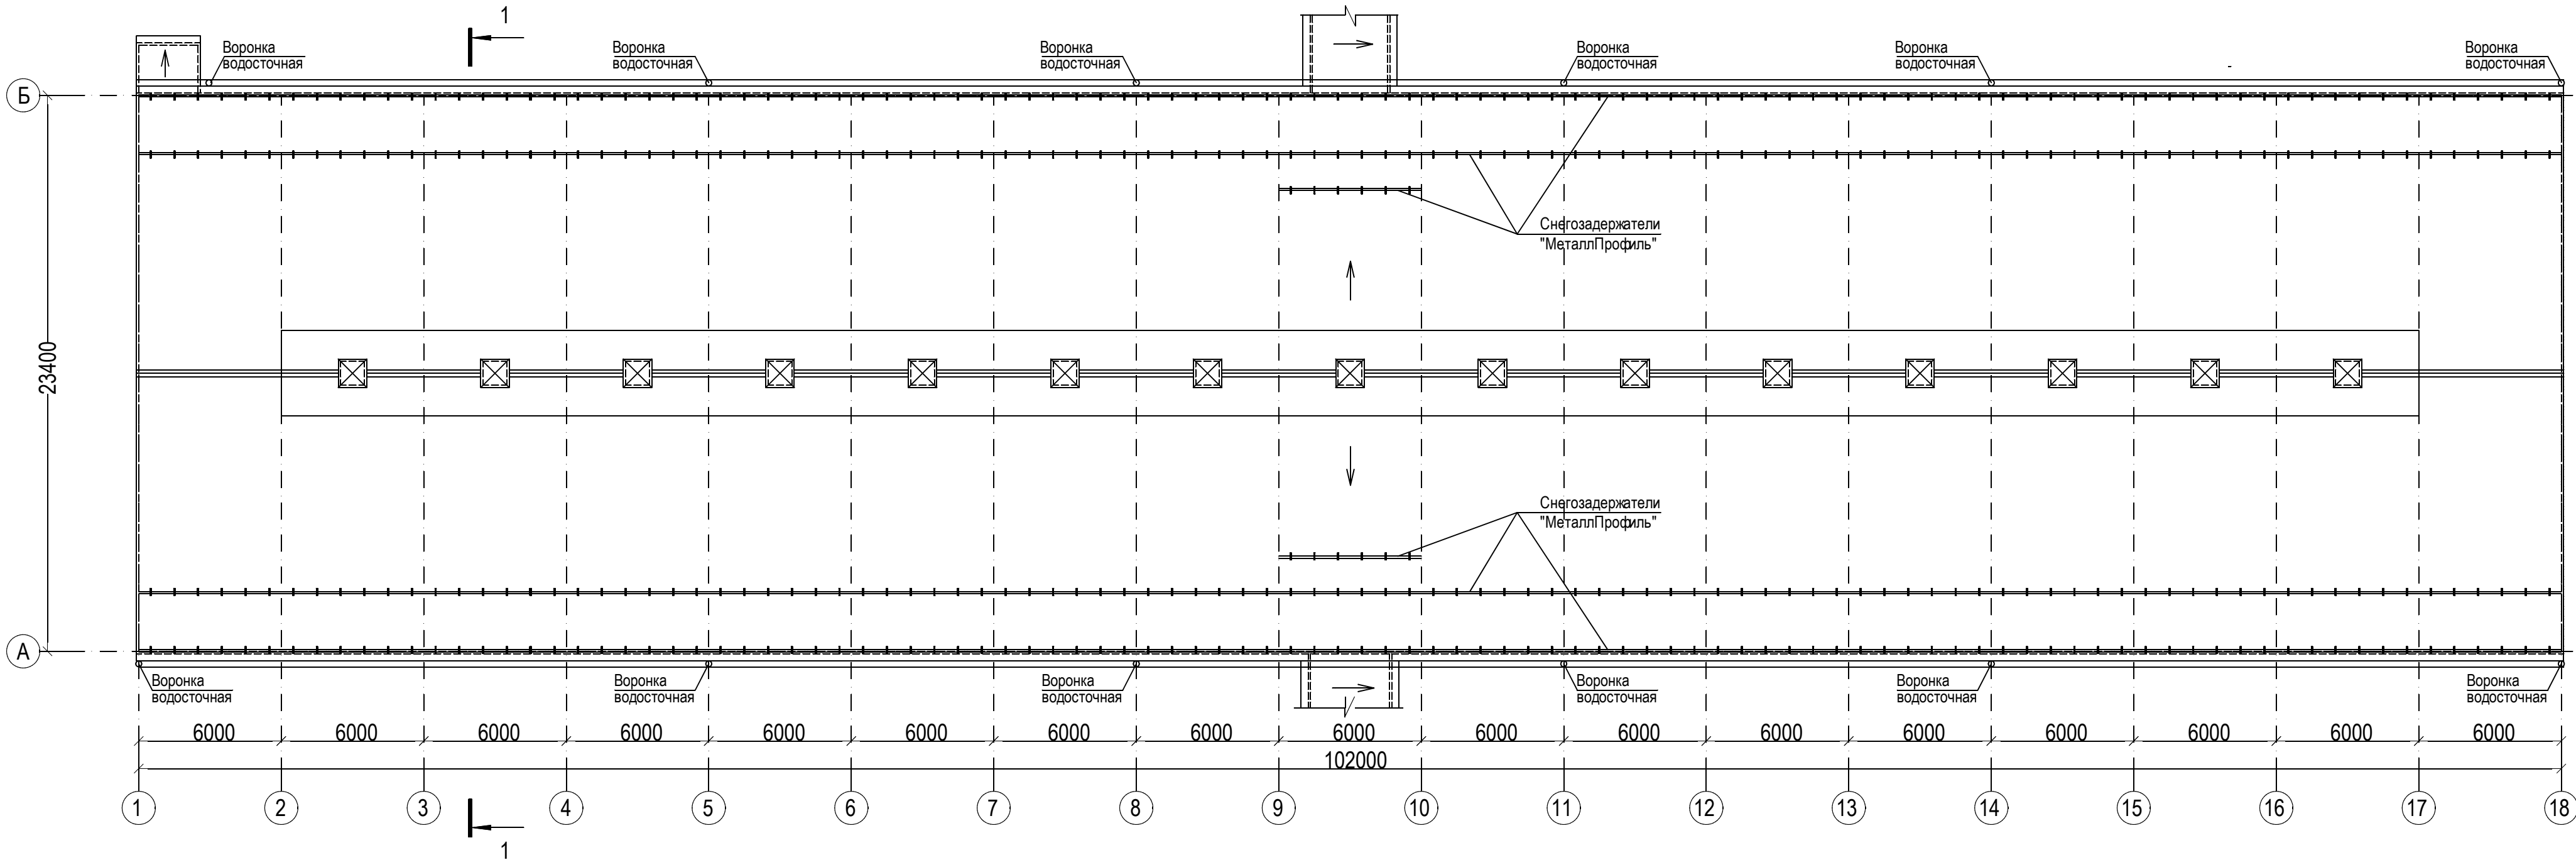 1
Воронка
водосточная
Воронка
водосточная
Воронка
водосточная
Воронка
водосточная
Воронка
водосточная
Воронка
водосточная
Б
Снегозадержатели
"МеталлПрофиль"
23400
Снегозадержатели
"МеталлПрофиль"
А
Воронка
водосточная
Воронка
водосточная
Воронка
водосточная
Воронка
водосточная
Воронка
водосточная
Воронка
водосточная
6000 6000 6000 6000 6000 6000 6000 6000 6000 6000 6000 6000 6000 6000 6000 6000 6000
102000
1 2 3 4 5 6 7 8 9 10 11 12 13 14 15 16 17 18
1